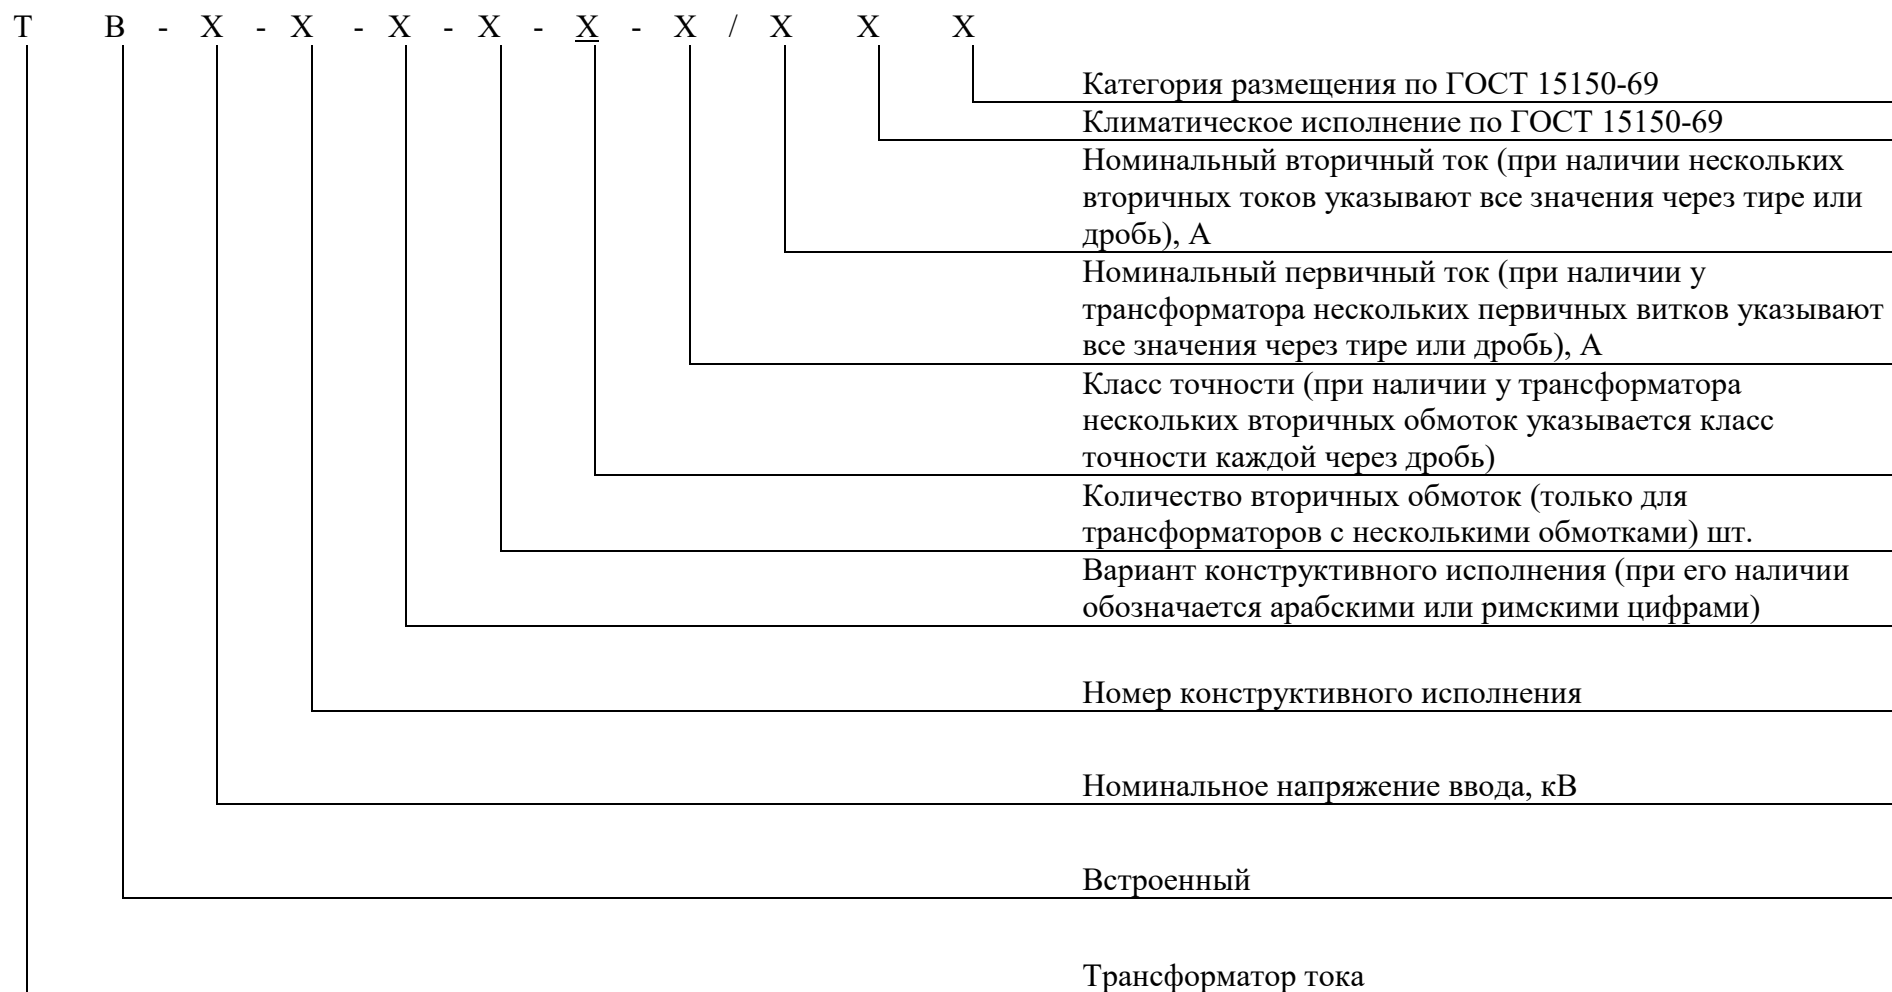 Т В - X - X - X - X - X - X / X X X
Категория размещения по ГОСТ 15150-69
Климатическое исполнение по ГОСТ 15150-69
Номинальный вторичный ток (при наличии нескольких
вторичных токов указывают все значения через тире или
дробь), А
Номинальный первичный ток (при наличии у
трансформатора нескольких первичных витков указывают
все значения через тире или дробь), А
Класс точности (при наличии у трансформатора
нескольких вторичных обмоток указывается класс
точности каждой через дробь)
Количество вторичных обмоток (только для
трансформаторов с несколькими обмотками) шт.
Вариант конструктивного исполнения (при его наличии
обозначается арабскими или римскими цифрами)
Номер конструктивного исполнения
Номинальное напряжение ввода, кВ
Встроенный
Трансформатор тока